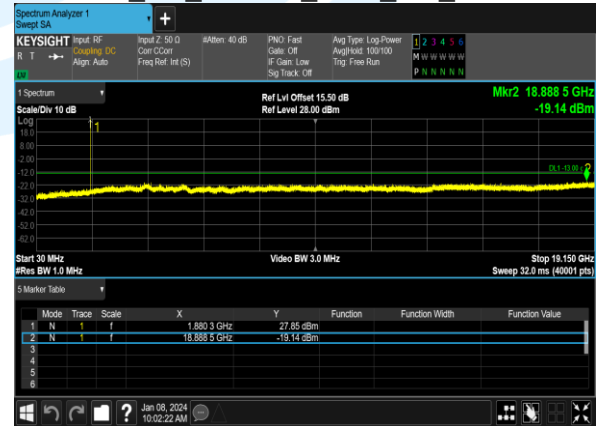 Spectrum Analyzer 1
Swept SA
+
KEYSIGHT Input: RF Input Z: 50 Ω #Atten: 40 dB PNO: Fast Avg Type: Log-Power 1 2 3 4 5 6
R T Coupling: DC Corr CCorr Gate: Off Avg|Hold: 100/100 M W W W W W
Align: Auto Freq Ref: Int (S) IF Gain: Low Trig: Free Run
LXI Sig Track: Off P N N N N N
1 Spectrum Ref Lvl Offset 15.50 dB Mkr2 18.888 5 GHz
Scale/Div 10 dB Ref Level 28.00 dBm -19.14 dBm
Log
18.0 1
8.00
-2.00
-12.0 DL1 -13.00 2
-22.0
-32.0
-42.0
-52.0
-62.0
Start 30 MHz Video BW 3.0 MHz Stop 19.150 GHz
#Res BW 1.0 MHz Sweep 32.0 ms (40001 pts)
5 Marker Table
Mode Trace Scale X Y Function Function Width Function Value
1 N 1 f 1.880 3 GHz 27.85 dBm
2 N 1 f 18.888 5 GHz -19.14 dBm
3
4
5
6
? Jan 08, 2024
10:02:22 AM